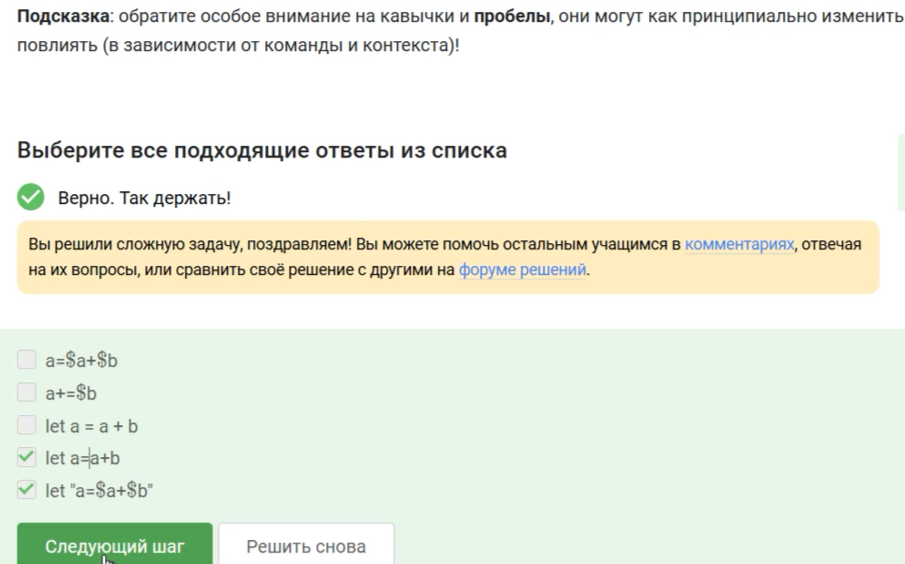 Подсказка: обратите особое внимание на кавычки и пробелы, они могут как принципиально изменить
повлиять (в зависимости от команды и контекста)!
Выберите все подходящие ответы из списка
Верно. Так держать!
Вы решили сложную задачу, поздравляем! Вы можете помочь остальным учащимся в комментариях, отвечая
на их вопросы, или сравнить своё решение с другими на форуме решений.
a=$a+$b
a+=$b
let a = a + b
let a=a+b
let "a=$a+$b"
Следующий шаг
Решить снова